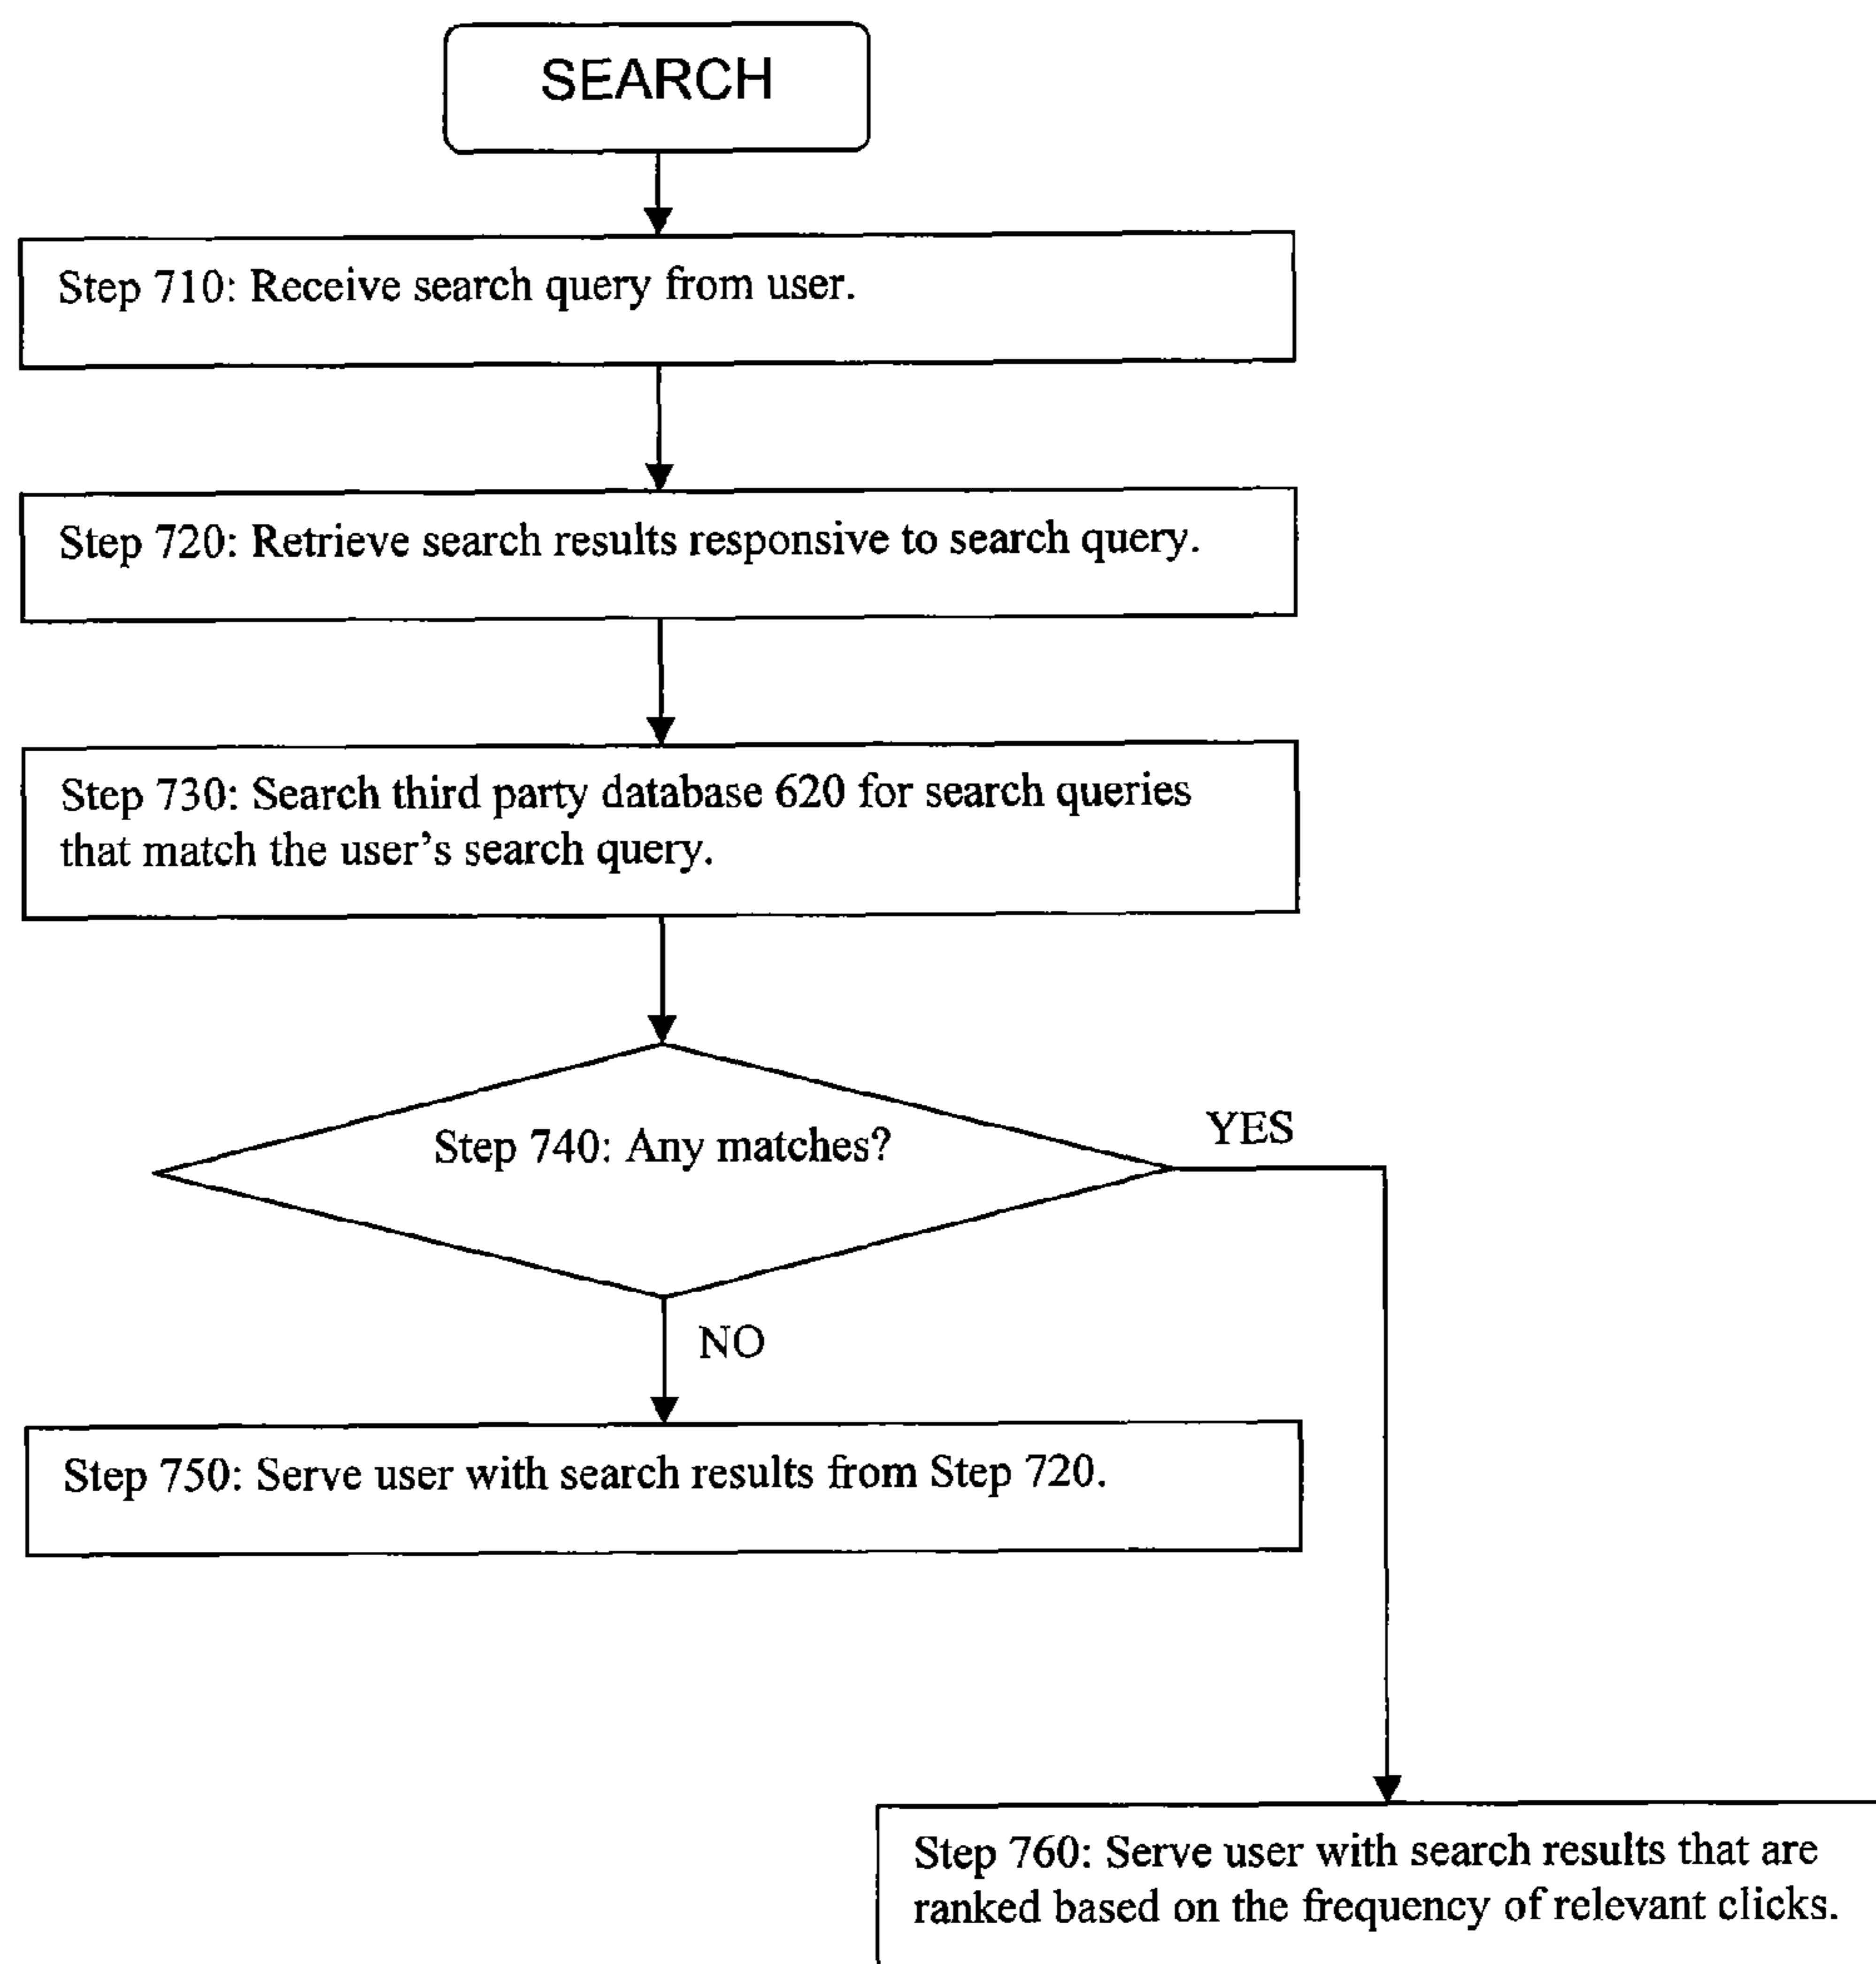 SEARCH
Step 710: Receive search query from user.
Step 720: Retrieve search results responsive to search query.
Step 730: Search third party database 620 for search queries
that match the user’s search query.
Step 740: Any matches?
YES
NO
Step 750: Serve user with search results from Step 720.
Step 760: Serve user with search results that are
ranked based on the frequency of relevant clicks.